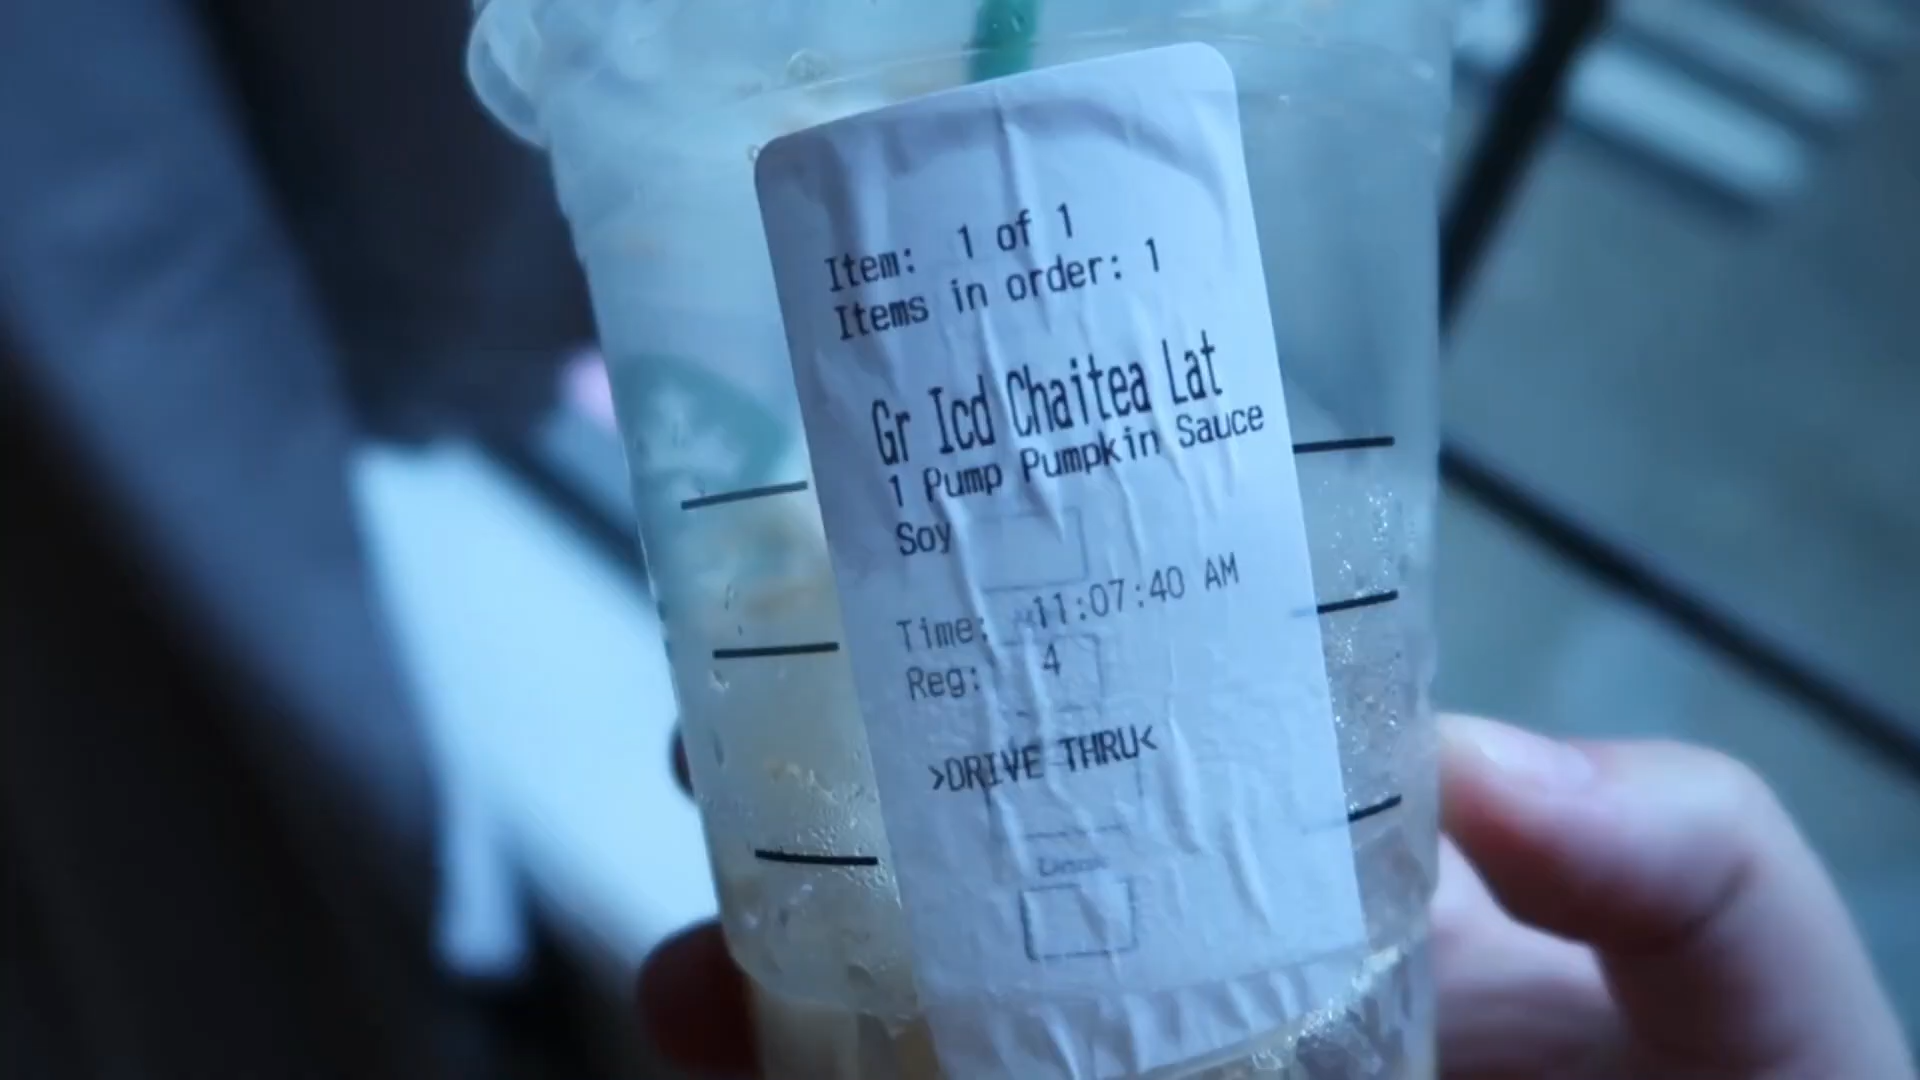 Item: 1 of 1
Items in order: 1
Gr Icd Chaitea Lat
1 Pump Pumpkin Sauce
Soy
Time: 11:07:40 AM
Reg: 4
>DRIVE THRU<